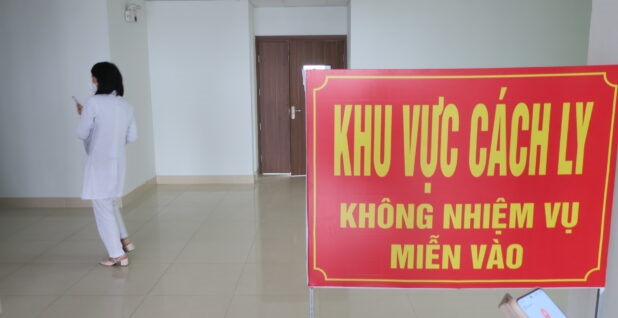 KHU VỰC CÁCH LY
KHÔNG NHIỆM VỤ
MIỄN VÀO